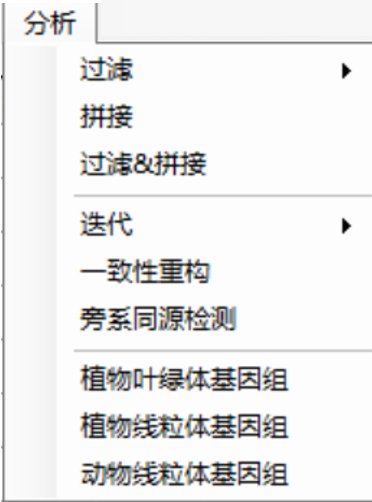 分析
过滤
拼接
过滤&拼接
迭代
一致性重构
旁系同源检测
植物叶绿体基因组
植物线粒体基因组
动物线粒体基因组